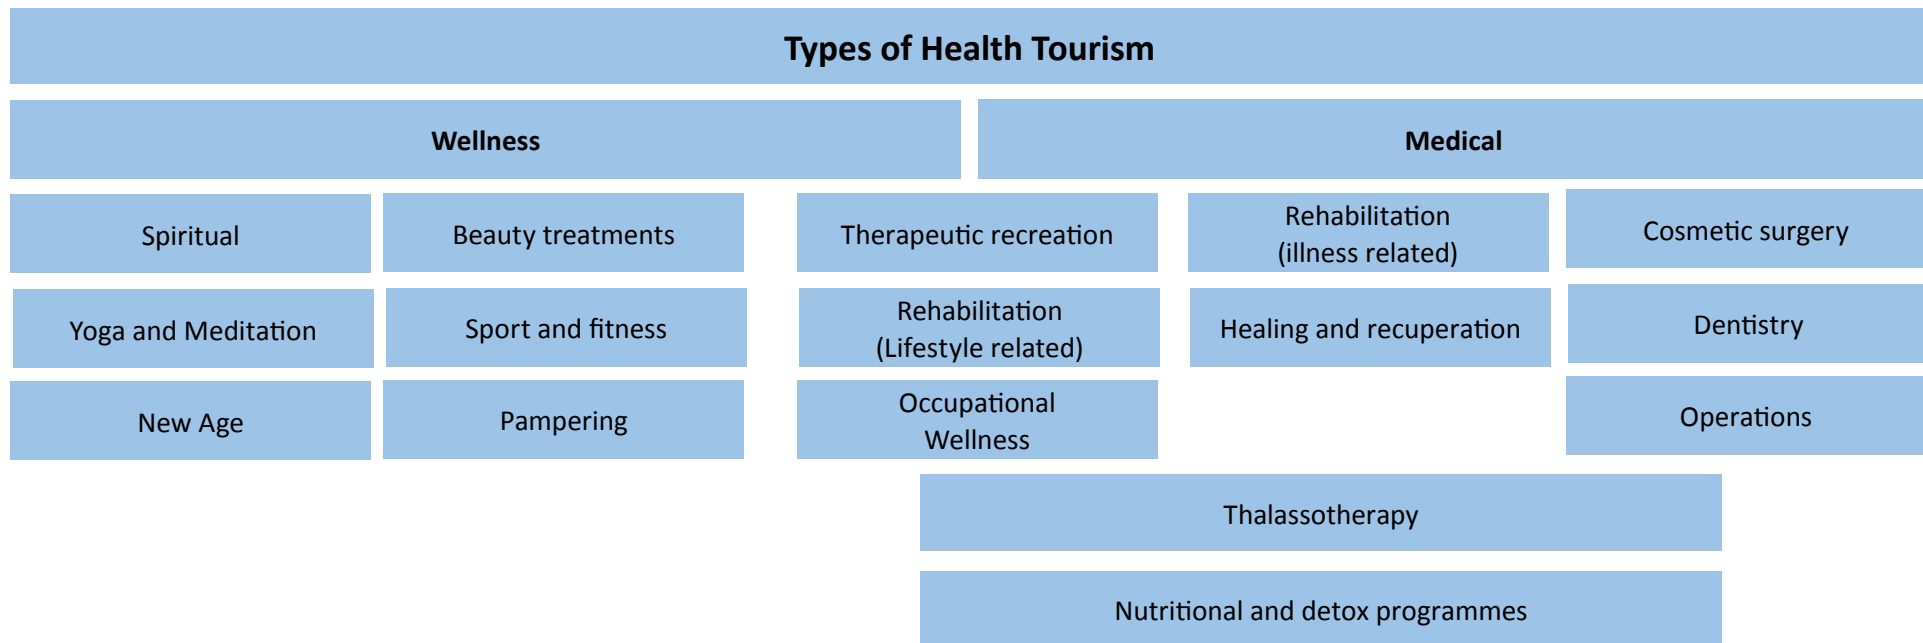 Types of Health Tourism
Wellness
Medical
Spiritual
Beauty treatments
Therapeutic recreation
Rehabilitation
(illness related)
Cosmetic surgery
Yoga and Meditation
Sport and fitness
Rehabilitation
(Lifestyle related)
Healing and recuperation
Dentistry
New Age
Pampering
Occupational
Wellness
Operations
Thalassotherapy
Nutritional and detox programmes